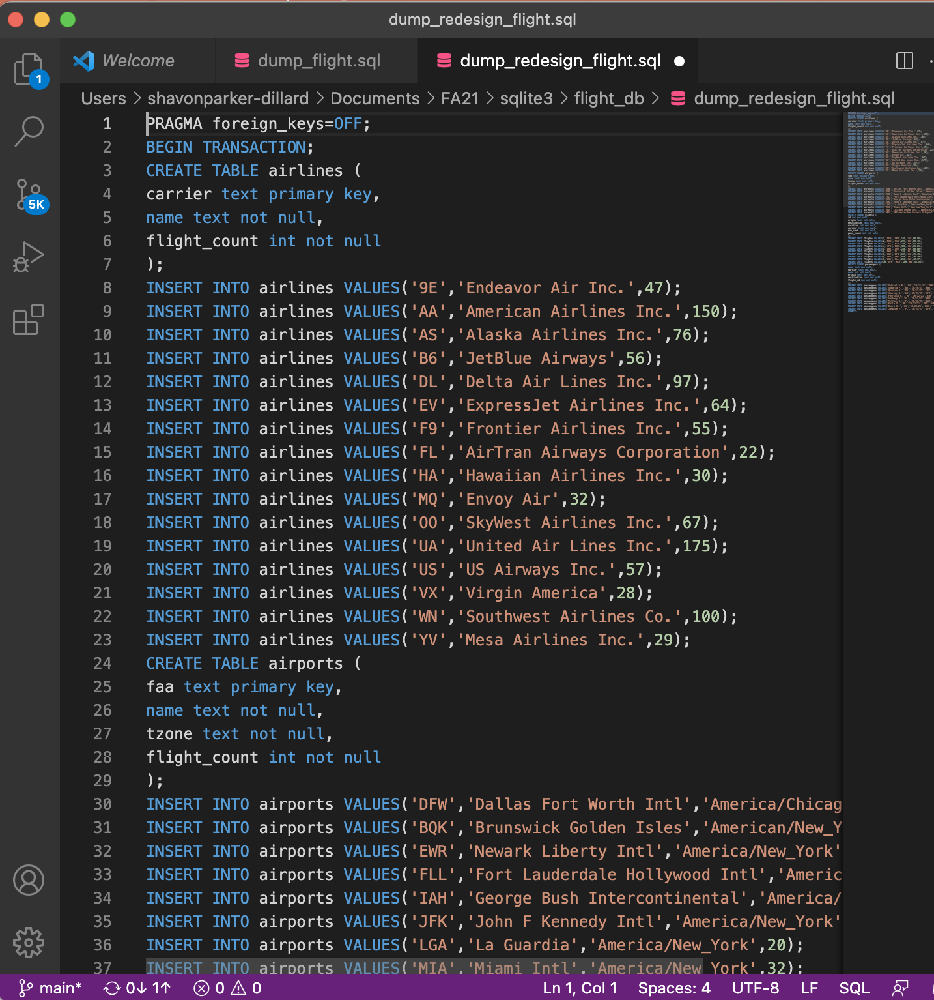 dump_redesign_flight.sql
Welcome dump_flight.sql dump_redesign_flight.sql
Users > shavonparker-dillard > Documents > FA21 > sqlite3 > flight_db > dump_redesign_flight.sql
1
5K
1 PRAGMA foreign_keys=OFF;
2 BEGIN TRANSACTION;
3 CREATE TABLE airlines (
4 carrier text primary key,
5 name text not null,
6 flight_count int not null
7 );
8 INSERT INTO airlines VALUES('9E','Endeavor Air Inc.',47);
9 INSERT INTO airlines VALUES('AA','American Airlines Inc.',150);
10 INSERT INTO airlines VALUES('AS','Alaska Airlines Inc.',76);
11 INSERT INTO airlines VALUES('B6','JetBlue Airways',56);
12 INSERT INTO airlines VALUES('DL','Delta Air Lines Inc.',97);
13 INSERT INTO airlines VALUES('EV','ExpressJet Airlines Inc.',64);
14 INSERT INTO airlines VALUES('F9','Frontier Airlines Inc.',55);
15 INSERT INTO airlines VALUES('FL','AirTran Airways Corporation',22);
16 INSERT INTO airlines VALUES('HA','Hawaiian Airlines Inc.',30);
17 INSERT INTO airlines VALUES('MQ','Envoy Air',32);
18 INSERT INTO airlines VALUES('OO','SkyWest Airlines Inc.',67);
19 INSERT INTO airlines VALUES('UA','United Air Lines Inc.',175);
20 INSERT INTO airlines VALUES('US','US Airways Inc.',57);
21 INSERT INTO airlines VALUES('VX','Virgin America',28);
22 INSERT INTO airlines VALUES('WN','Southwest Airlines Co.',100);
23 INSERT INTO airlines VALUES('YV','Mesa Airlines Inc.',29);
24 CREATE TABLE airports (
25 faa text primary key,
26 name text not null,
27 tzone text not null,
28 flight_count int not null
29 );
30 INSERT INTO airports VALUES('DFW','Dallas Fort Worth Intl','America/Chicag
31 INSERT INTO airports VALUES('BQK','Brunswick Golden Isles','American/New_Y
32 INSERT INTO airports VALUES('EWR','Newark Liberty Intl','America/New_York'
33 INSERT INTO airports VALUES('FLL','Fort Lauderdale Hollywood Intl','Americ
34 INSERT INTO airports VALUES('IAH','George Bush Intercontinental','America/
35 INSERT INTO airports VALUES('JFK','John F Kennedy Intl','America/New_York'
36 INSERT INTO airports VALUES('LGA','La Guardia','America/New_York',20);
37 INSERT INTO airports VALUES('MIA','Miami Intl','America/New_York',32);
main* 0↓ 1↑ 0 0 Ln 1, Col 1 Spaces: 4 UTF-8 LF SQL